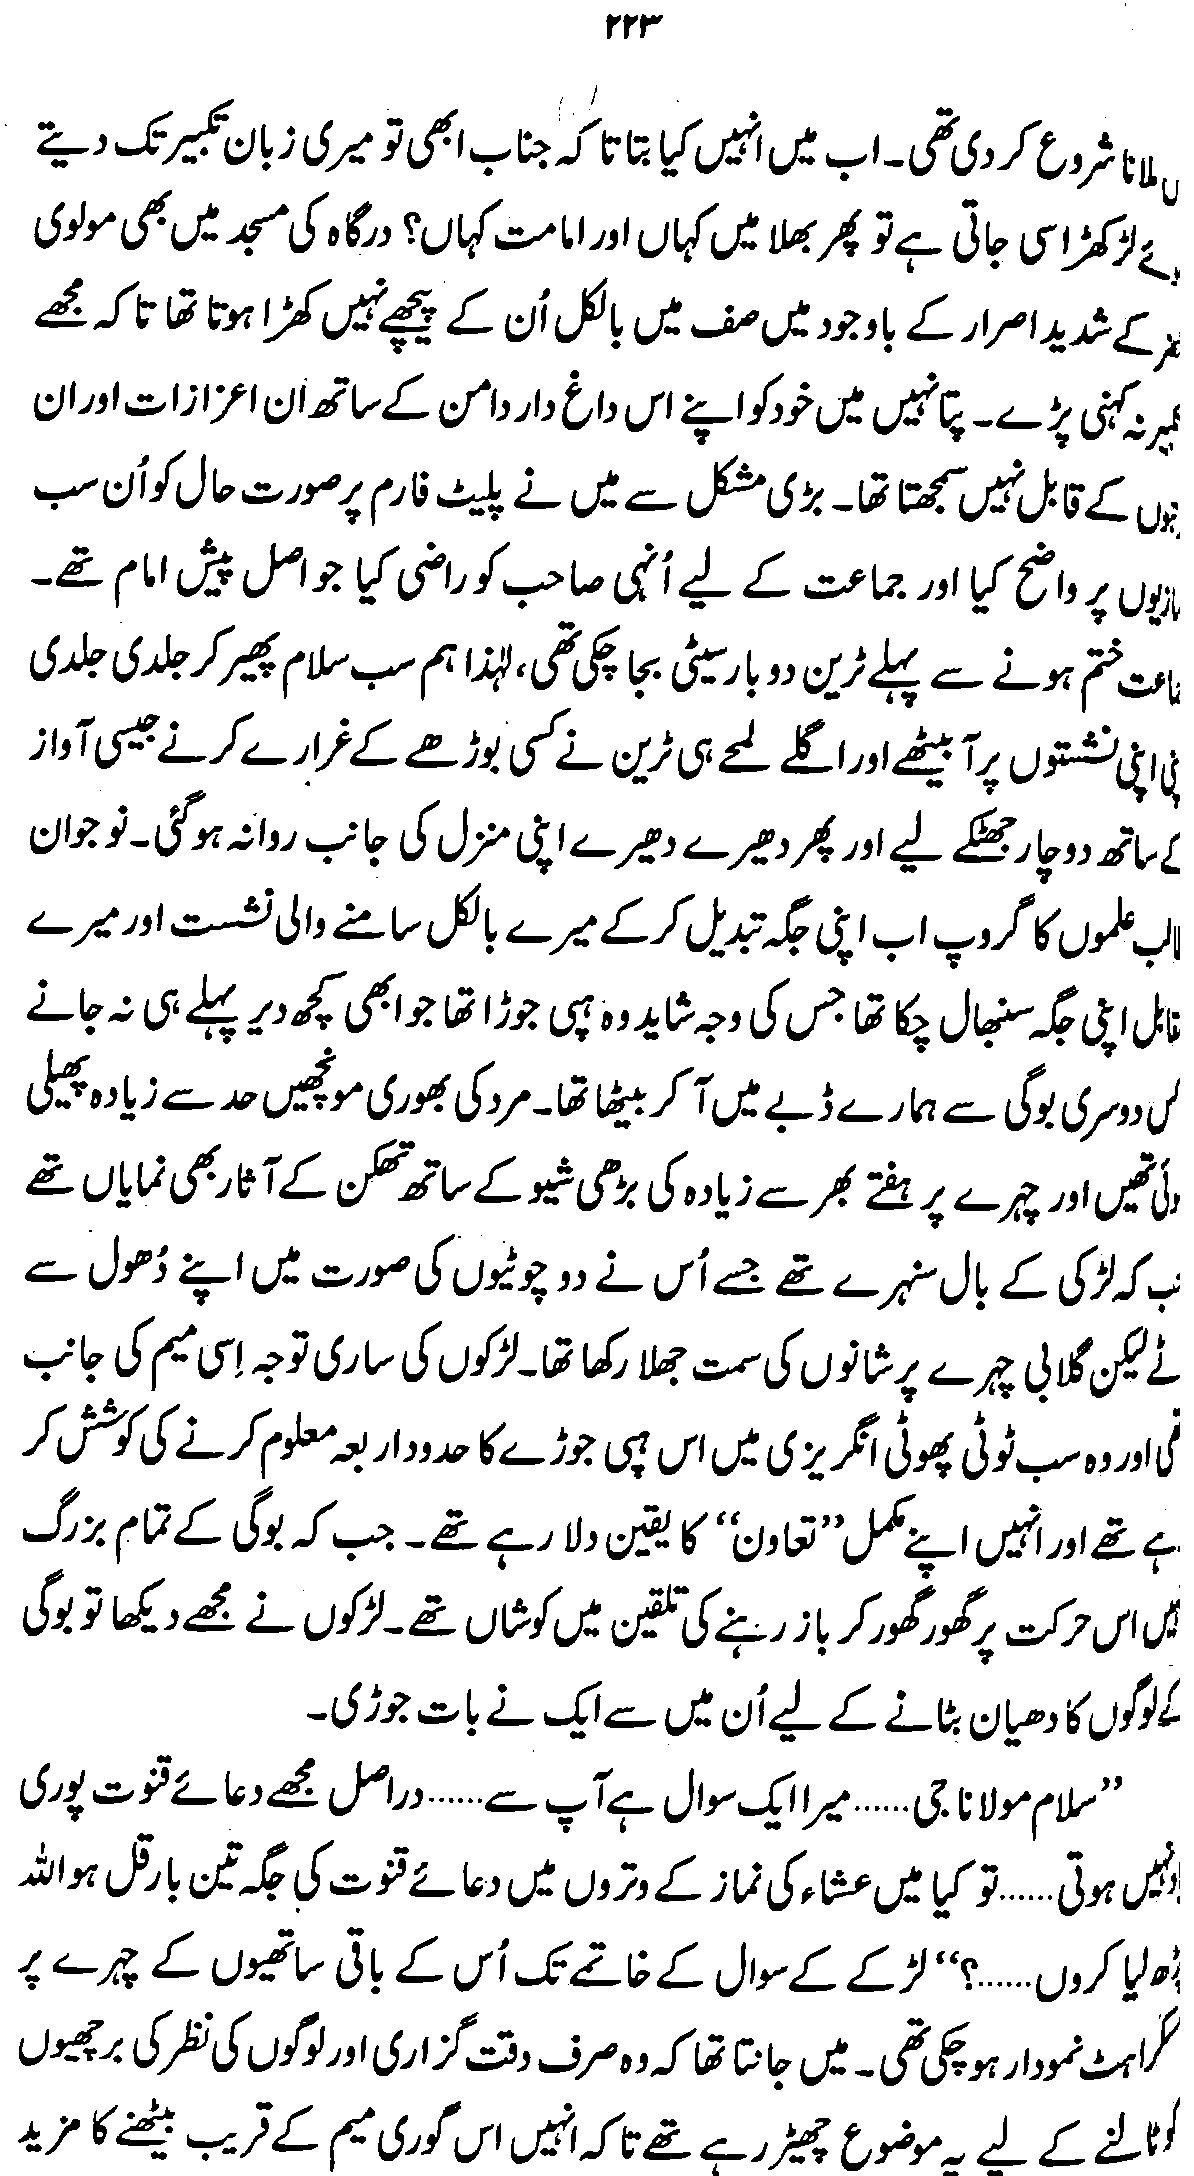 ۲۲۳
ملانا شروع کر دی تھی۔ اب میں انہیں کیا بتاتا کہ جناب ابھی تو میری زبان تکبیر تک دیتے
لڑکھڑا سی جاتی ہے تو پھر بھلا میں کہاں اور امامت کہاں؟ درگاہ کی مسجد میں بھی مولوی
کے شدید اصرار کے باوجود میں صف میں بالکل اُن کے پیچھے نہیں کھڑا ہوتا تھا تا کہ مجھے
نہ کہنی پڑے۔ پتا نہیں میں خود کو اپنے اس داغ دار دامن کے ساتھ ان اعزازات اور ان
کے قابل نہیں سمجھتا تھا۔ بڑی مشکل سے میں نے پلیٹ فارم پر صورت حال کو اُن سب
پر واضح کیا اور جماعت کے لیے اُنہی صاحب کو راضی کیا جو اصل پیش امام تھے۔
ختم ہونے سے پہلے ٹرین دو بار سیٹی بجا چکی تھی، لہٰذا ہم سب سلام پھیر کر جلدی جلدی
اپنی نشستوں پر آ بیٹھے اور اگلے لمحے ہی ٹرین نے کسی بوڑھے کے غرارے کرنے جیسی آواز
کے ساتھ دو چار جھٹکے لیے اور پھر دھیرے دھیرے اپنی منزل کی جانب روانہ ہو گئی۔ نوجوان
علموں کا گروپ اب اپنی جگہ تبدیل کر کے میرے بالکل سامنے والی نشست اور میرے
اپنی جگہ سنبھال چکا تھا جس کی وجہ شاید وہ ہپی جوڑا تھا جو ابھی کچھ دیر پہلے ہی نہ جانے
دوسری بوگی سے ہمارے ڈبے میں آ کر بیٹھا تھا۔ مرد کی بھوری مونچھیں حد سے زیادہ پھیلی
تھیں اور چہرے پر ہفتے بھر سے زیادہ کی بڑھی شیو کے ساتھ تھکن کے آثار بھی نمایاں تھے
کہ لڑکی کے بال سنہرے تھے جسے اُس نے دو چوٹیوں کی صورت میں اپنے دُھول سے
لیکن گلابی چہرے پر شانوں کی سمت جھلا رکھا تھا۔ لڑکوں کی ساری توجہ اِسی میم کی جانب
اور وہ سب ٹوٹی پھوٹی انگریزی میں اس ہپی جوڑے کا حدود اربعہ معلوم کرنے کی کوشش کر
تھے اور انہیں اپنے مکمل ”تعاون“ کا یقین دلا رہے تھے۔ جب کہ بوگی کے تمام بزرگ
اس حرکت پر گھور گھور کر باز رہنے کی تلقین میں کوشاں تھے۔ لڑکوں نے مجھے دیکھا تو بوگی
کے لوگوں کا دھیان بٹانے کے لیے اُن میں سے ایک نے بات جوڑی۔
”سلام مولانا جی...... میرا ایک سوال ہے آپ سے...... دراصل مجھے دعائے قنوت پوری
نہیں ہوتی...... تو کیا میں عشاء کی نماز کے وتروں میں دعائے قنوت کی جگہ تین بار قل ھو اللہ
لیا کروں......؟“ لڑکے کے سوال کے خاتمے تک اُس کے باقی ساتھیوں کے چہرے پر
نمودار ہو چکی تھی۔ میں جانتا تھا کہ وہ صرف وقت گزاری اور لوگوں کی نظر کی برچھیوں
کو ٹالنے کے لیے یہ موضوع چھیڑ رہے تھے تا کہ انہیں اس گوری میم کے قریب بیٹھنے کا مزید